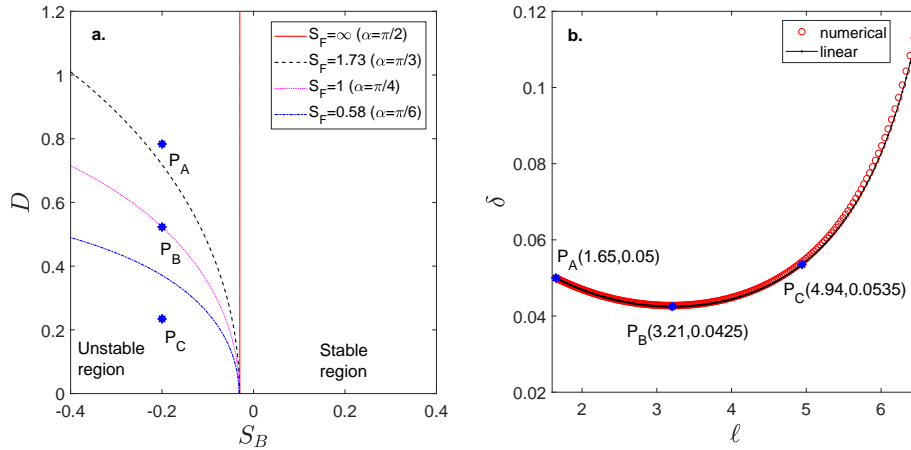 a.
S_F=∞ (α=π/2)
S_F=1.73 (α=π/3)
S_F=1 (α=π/4)
S_F=0.58 (α=π/6)
P_A
P_B
P_C
Unstable
region
Stable
region
D
1.2
1
0.8
0.6
0.4
0.2
0
-0.4
-0.2
0
0.2
0.4
S_B
b.
numerical
linear
P_A(1.65,0.05)
P_B(3.21,0.0425)
P_C(4.94,0.0535)
δ
0.12
0.1
0.08
0.06
0.04
0.02
2
3
4
5
6
ℓ